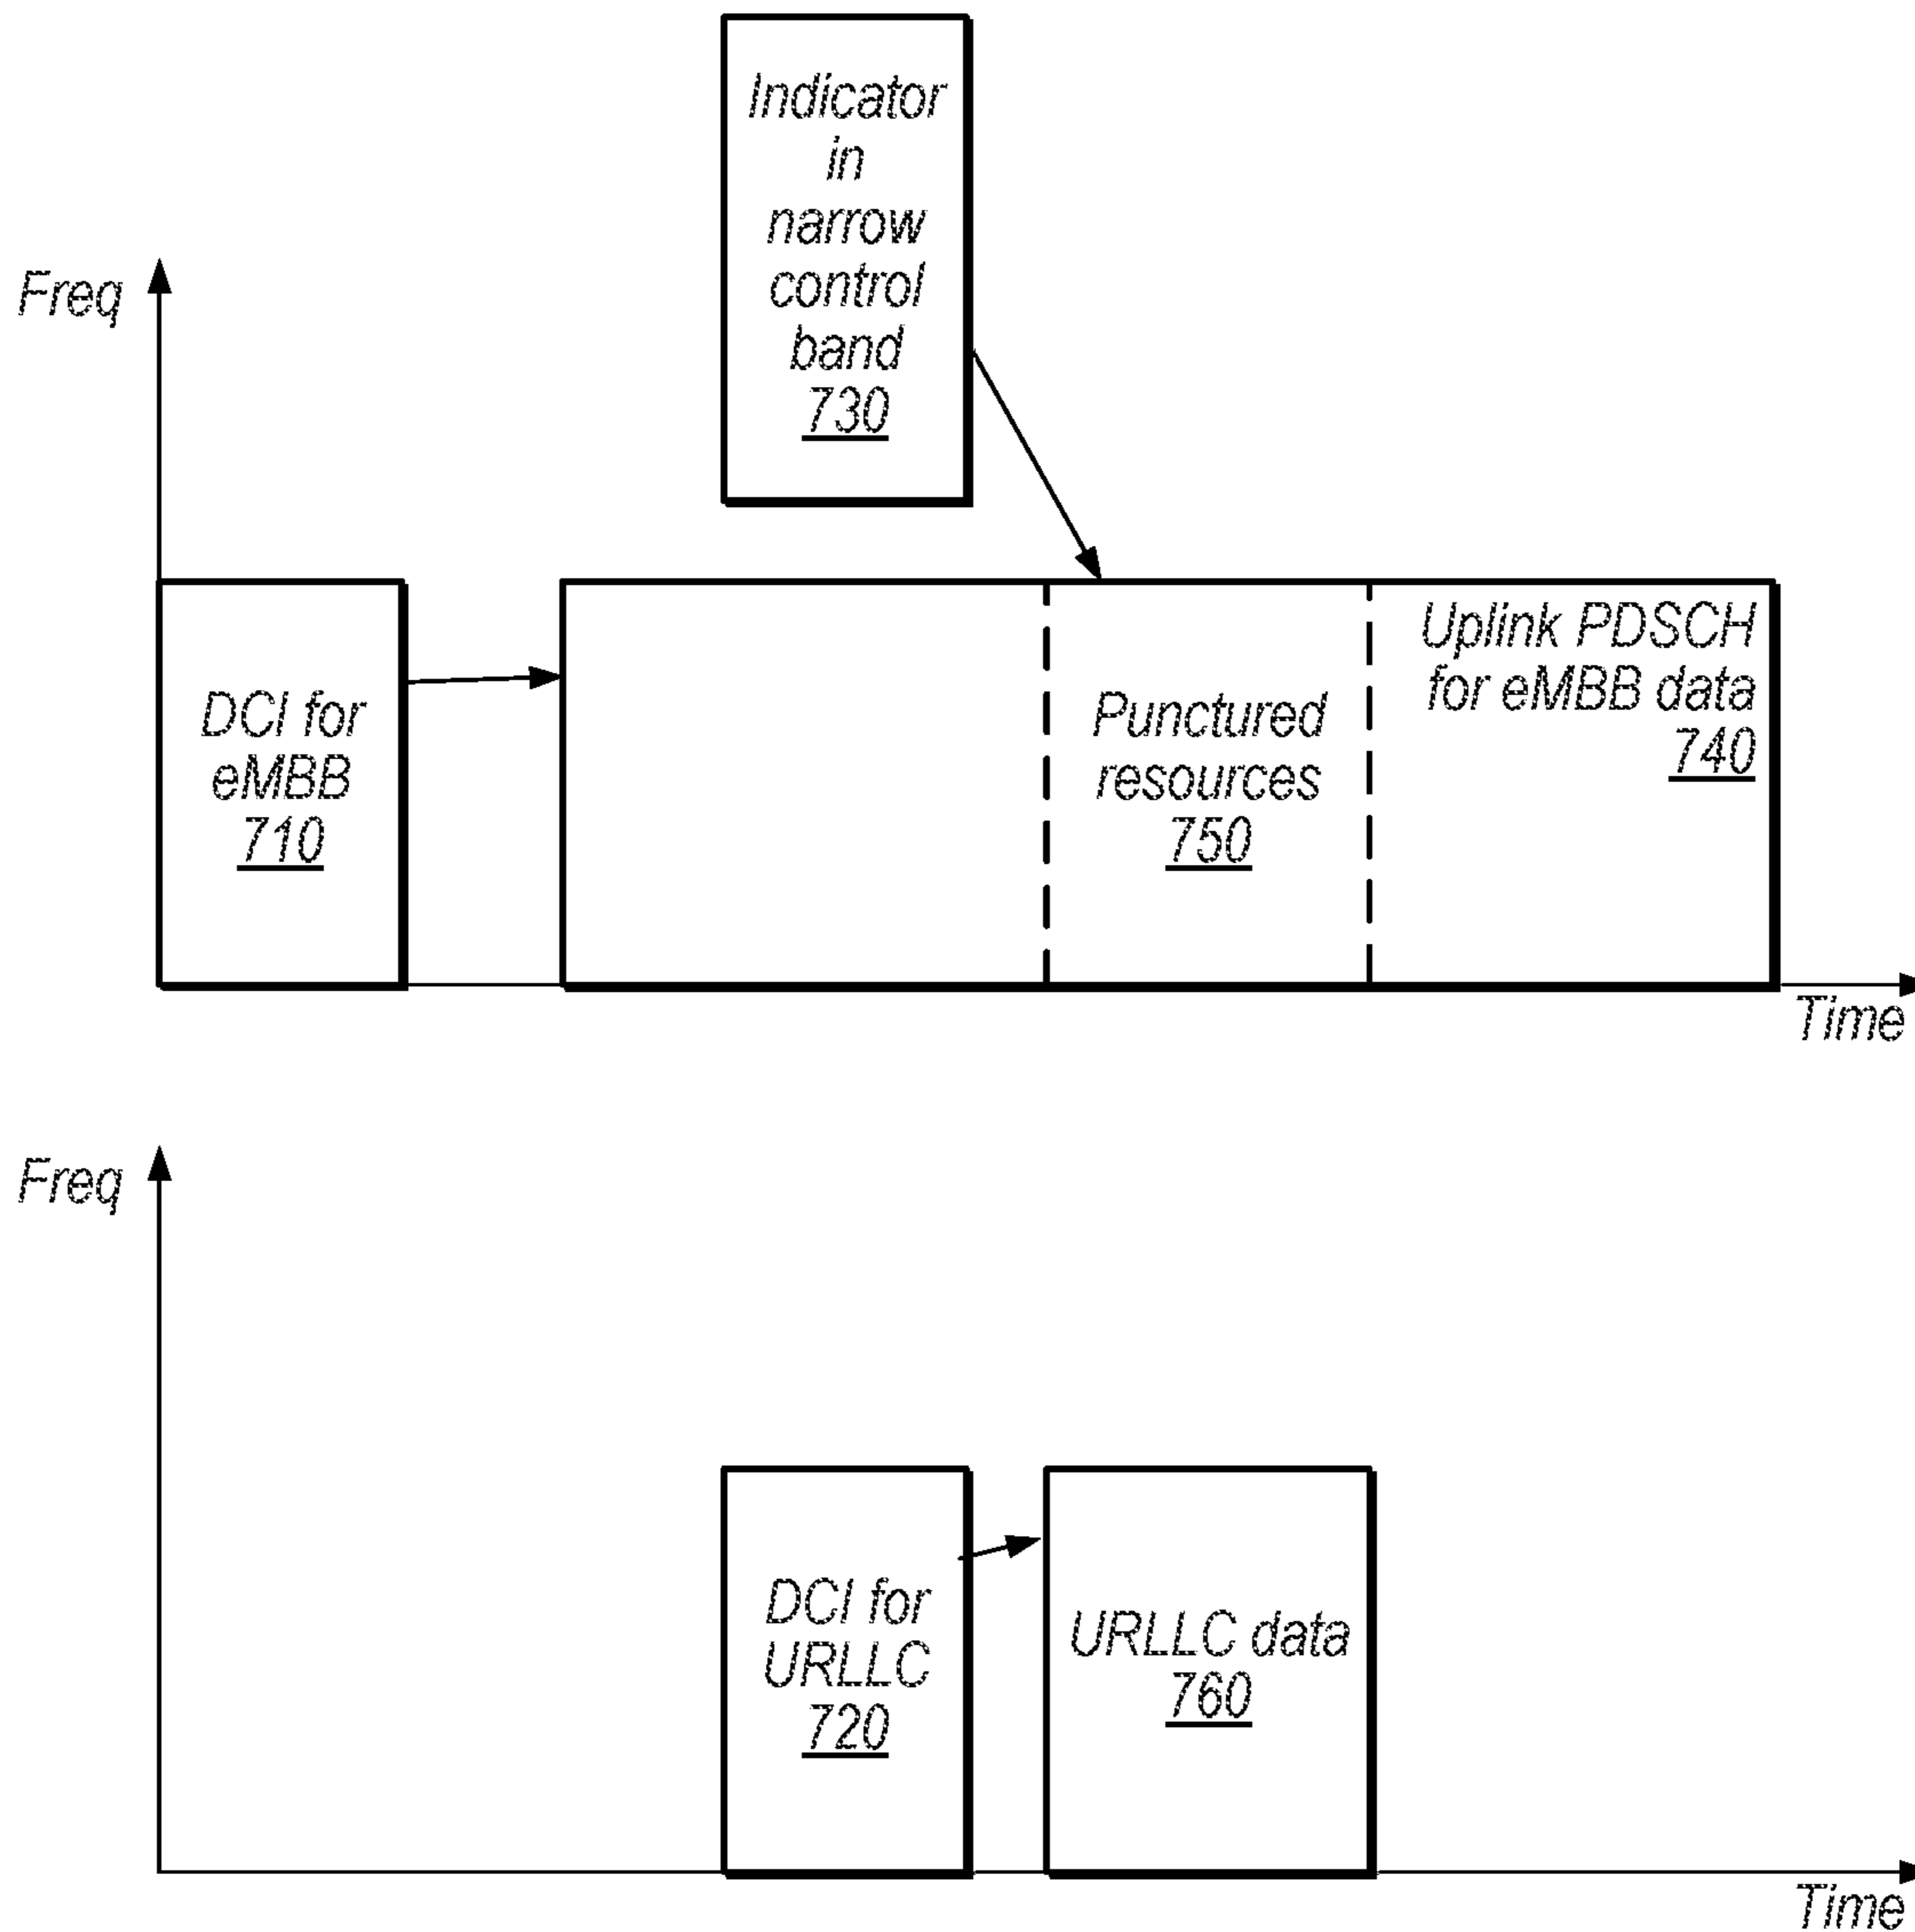 Indicator
in
narrow
control
band
730
Freq
DCI for
eMBB
710
Punctured
resources
750
Uplink PDSCH
for eMBB data
740
Time
Freq
DCI for
URLLC
720
URLLC data
760
Time